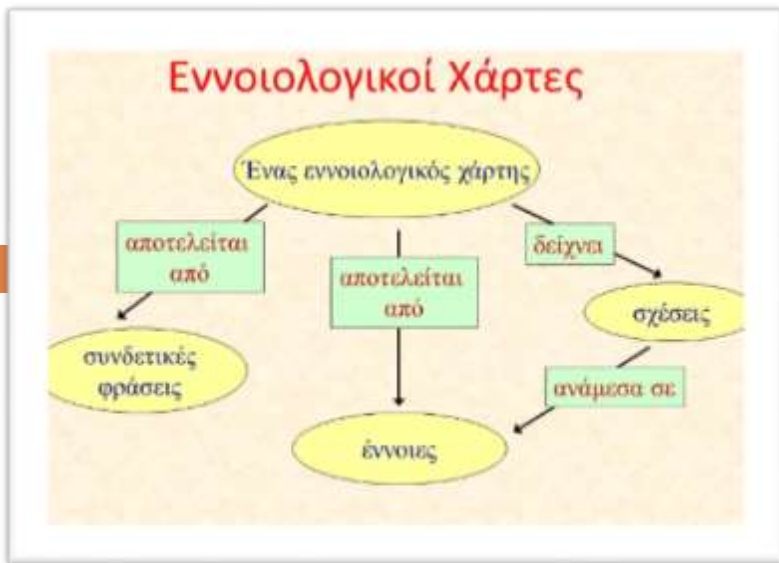 Εννοιολογικοί Χάρτες
Ένας εννοιολογικός χάρτης
αποτελείται
από
αποτελείται
από
δείχνει
συνδετικές
φράσεις
σχέσεις
ανάμεσα σε
έννοιες